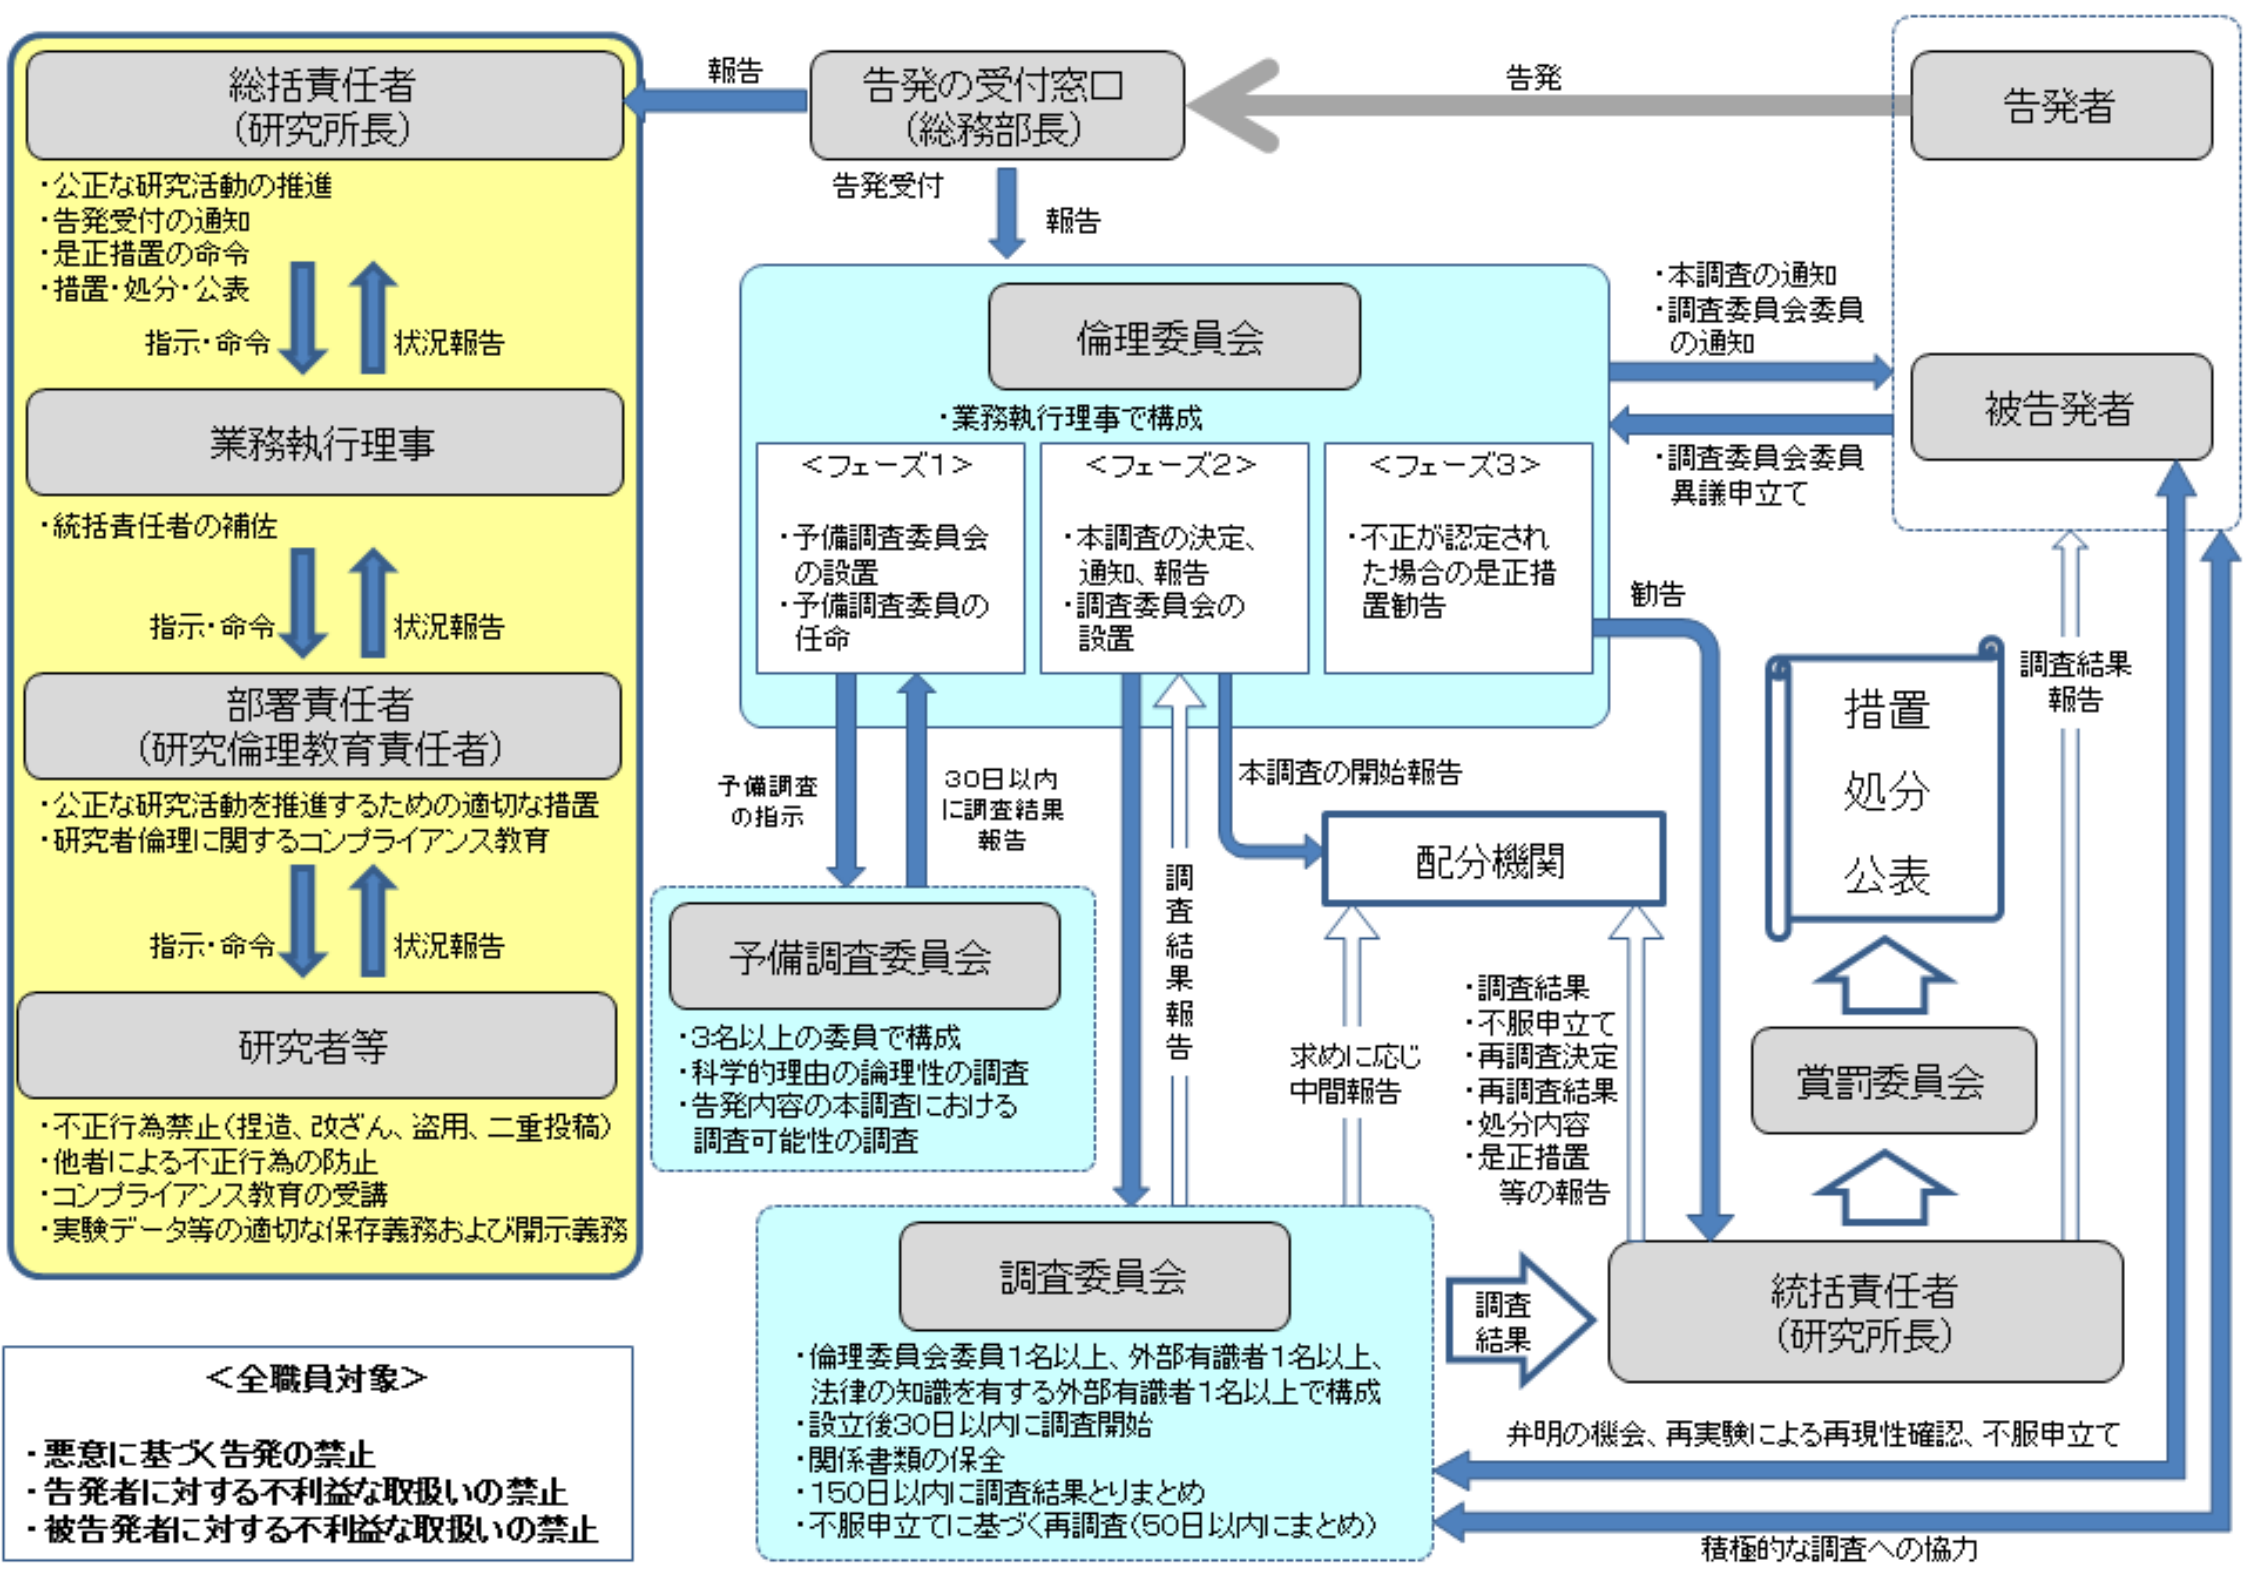 総括責任者
（研究所長）
・公正な研究活動の推進
・告発受付の通知
・是正措置の命令
・措置・処分・公表
指示・命令
状況報告
業務執行理事
・統括責任者の補佐
指示・命令
状況報告
部署責任者
（研究倫理教育責任者）
・公正な研究活動を推進するための適切な措置
・研究者倫理に関するコンプライアンス教育
指示・命令
状況報告
研究者等
・不正行為禁止（捏造、改ざん、盗用、二重投稿）
・他者による不正行為の防止
・コンプライアンス教育の受講
・実験データ等の適切な保存義務および開示義務
＜全職員対象＞
・悪意に基づく告発の禁止
・告発者に対する不利益な取扱いの禁止
・被告発者に対する不利益な取扱いの禁止
報告
告発の受付窓口
（総務部長）
告発受付
報告
告発
告発者
倫理委員会
・業務執行理事で構成
＜フェーズ1＞
・予備調査委員会
の設置
・予備調査委員の
任命
＜フェーズ2＞
・本調査の決定、
通知、報告
・調査委員会の
設置
＜フェーズ3＞
・不正が認定され
た場合の是正措
置勧告
・本調査の通知
・調査委員会委員
の通知
被告発者
・調査委員会委員
異議申立て
勧告
予備調査
の指示
30日以内
に調査結果
報告
本調査の開始報告
配分機関
調査結果報告
予備調査委員会
・3名以上の委員で構成
・科学的理由の論理性の調査
・告発内容の本調査における
調査可能性の調査
求めに応じ
中間報告
・調査結果
・不服申立て
・再調査決定
・再調査結果
・処分内容
・是正措置
等の報告
措置
処分
公表
調査結果
報告
賞罰委員会
調査委員会
・倫理委員会委員1名以上、外部有識者1名以上、
法律の知識を有する外部有識者1名以上で構成
・設立後30日以内に調査開始
・関係書類の保全
・150日以内に調査結果とりまとめ
・不服申立てに基づく再調査（50日以内にまとめ）
調査
結果
統括責任者
（研究所長）
弁明の機会、再実験による再現性確認、不服申立て
積極的な調査への協力